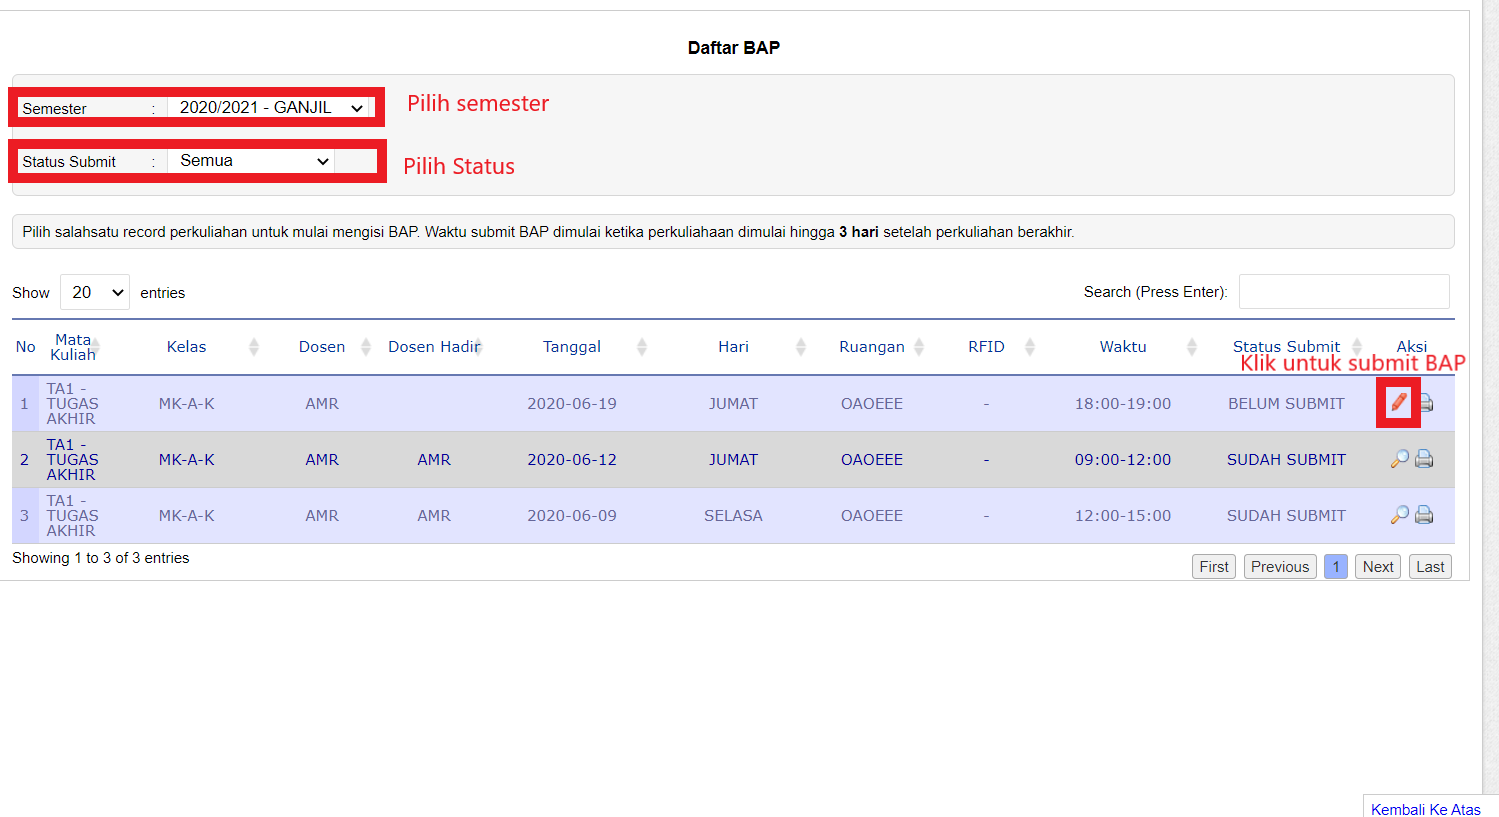 Daftar BAP
Semester : 2020/2021 - GANJIL Pilih semester
Status Submit : Semua Pilih Status
Pilih salahsatu record perkuliahan untuk mulai mengisi BAP. Waktu submit BAP dimulai ketika perkuliahaan dimulai hingga 3 hari setelah perkuliahan berakhir.
Show 20 entries Search (Press Enter):
No Mata Kuliah Kelas Dosen Dosen Hadir Tanggal Hari Ruangan RFID Waktu Status Submit Aksi
Klik untuk submit BAP
1 TA1 - TUGAS AKHIR MK-A-K AMR 2020-06-19 JUMAT OAOEEE - 18:00-19:00 BELUM SUBMIT
2 TA1 - TUGAS AKHIR MK-A-K AMR AMR 2020-06-12 JUMAT OAOEEE - 09:00-12:00 SUDAH SUBMIT
3 TA1 - TUGAS AKHIR MK-A-K AMR AMR 2020-06-09 SELASA OAOEEE - 12:00-15:00 SUDAH SUBMIT
Showing 1 to 3 of 3 entries
First Previous 1 Next Last
Kembali Ke Atas